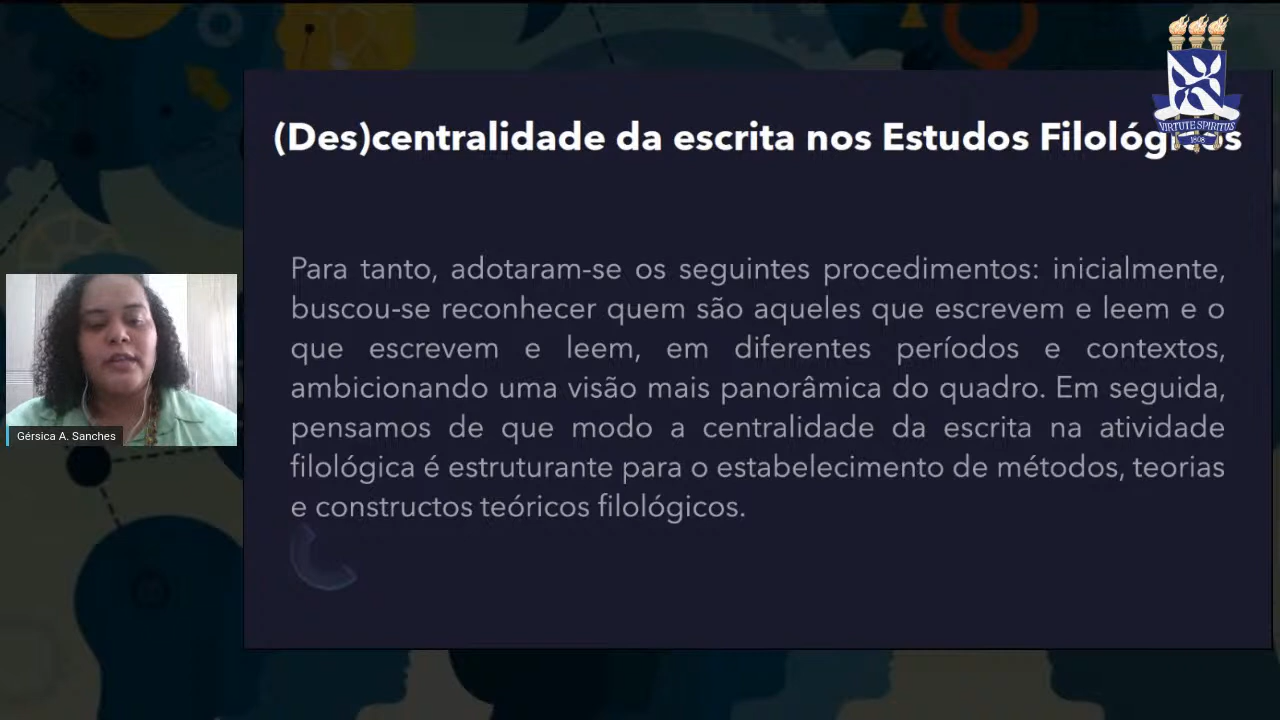 (Des)centralidade da escrita nos Estudos Filológicos
VIRTUTE SPIRITUS
1808
Para tanto, adotaram-se os seguintes procedimentos: inicialmente,
buscou-se reconhecer quem são aqueles que escrevem e leem e o
que escrevem e leem, em diferentes períodos e contextos,
ambicionando uma visão mais panorâmica do quadro. Em seguida,
pensamos de que modo a centralidade da escrita na atividade
filológica é estruturante para o estabelecimento de métodos, teorias
e constructos teóricos filológicos.
Gérsica A. Sanches